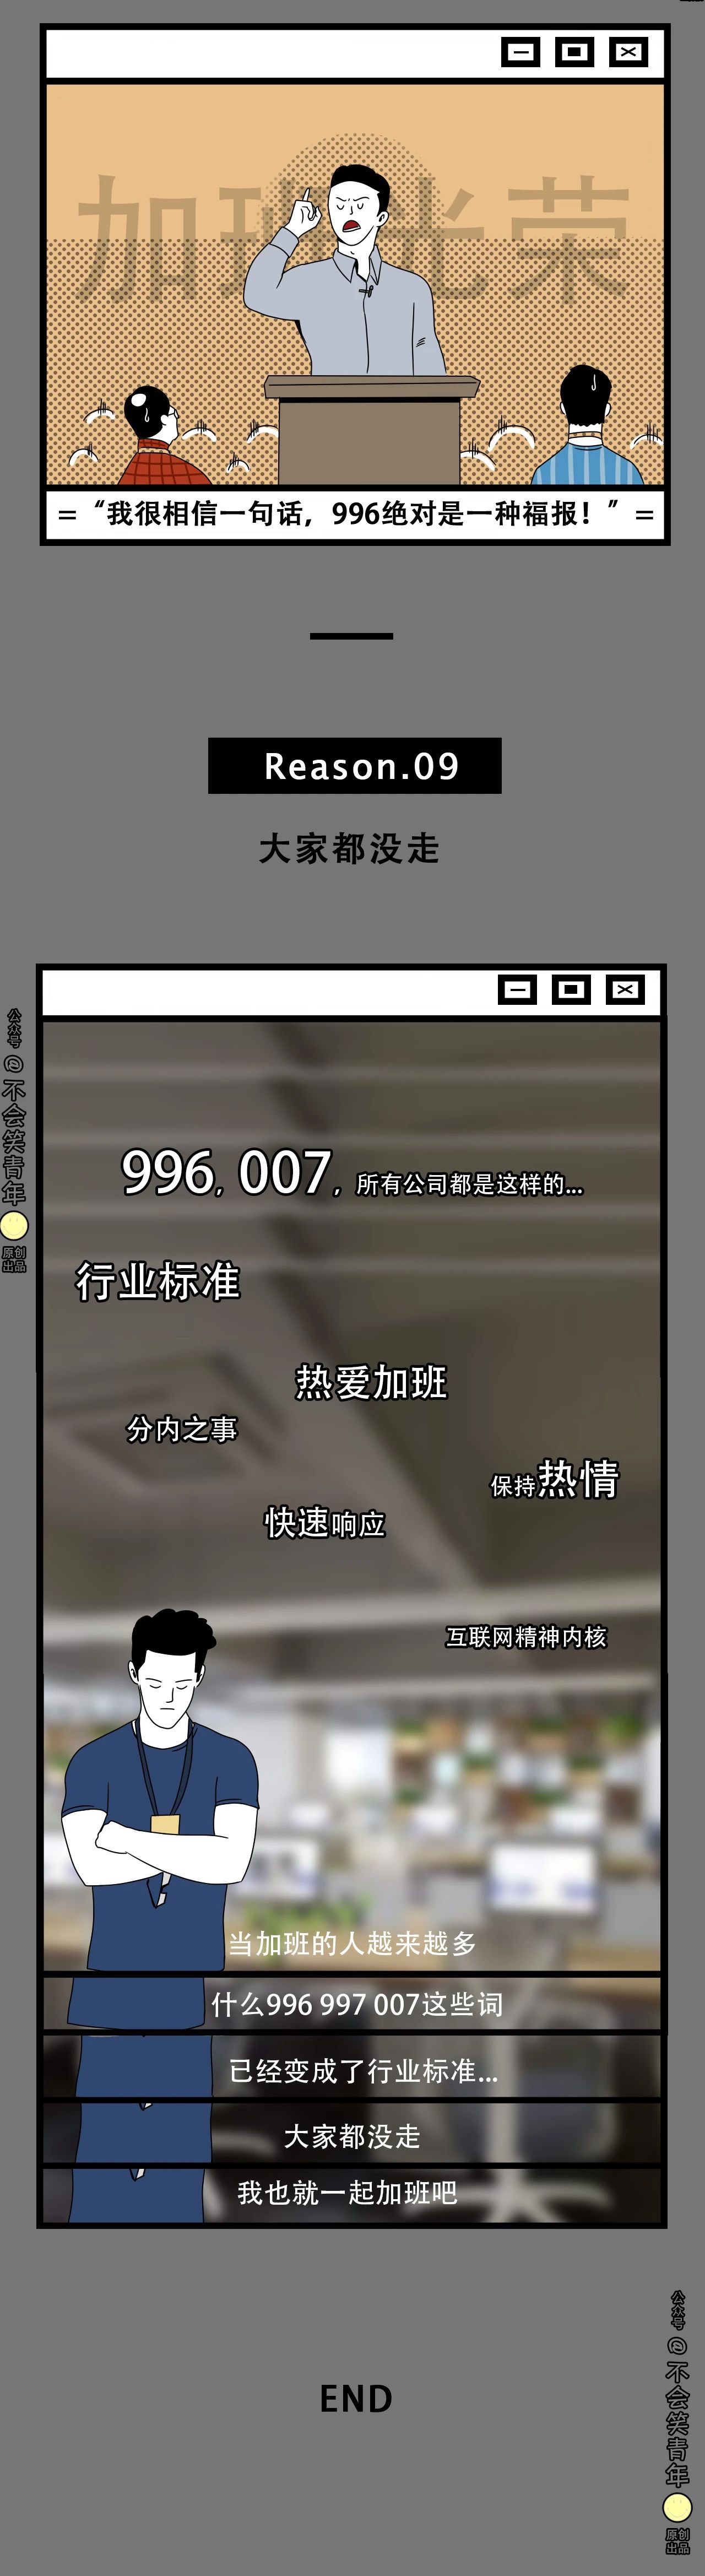 加班光荣
= “我很相信一句话，996绝对是一种福报！” =
Reason.09
大家都没走
公众号@不会笑青年
原创
出品
996, 007, 所有公司都是这样的...
行业标准
热爱加班
分内之事
保持热情
快速响应
互联网精神内核
当加班的人越来越多
什么996 997 007这些词
已经变成了行业标准...
大家都没走
我也就一起加班吧
公众号@不会笑青年
原创
出品
END